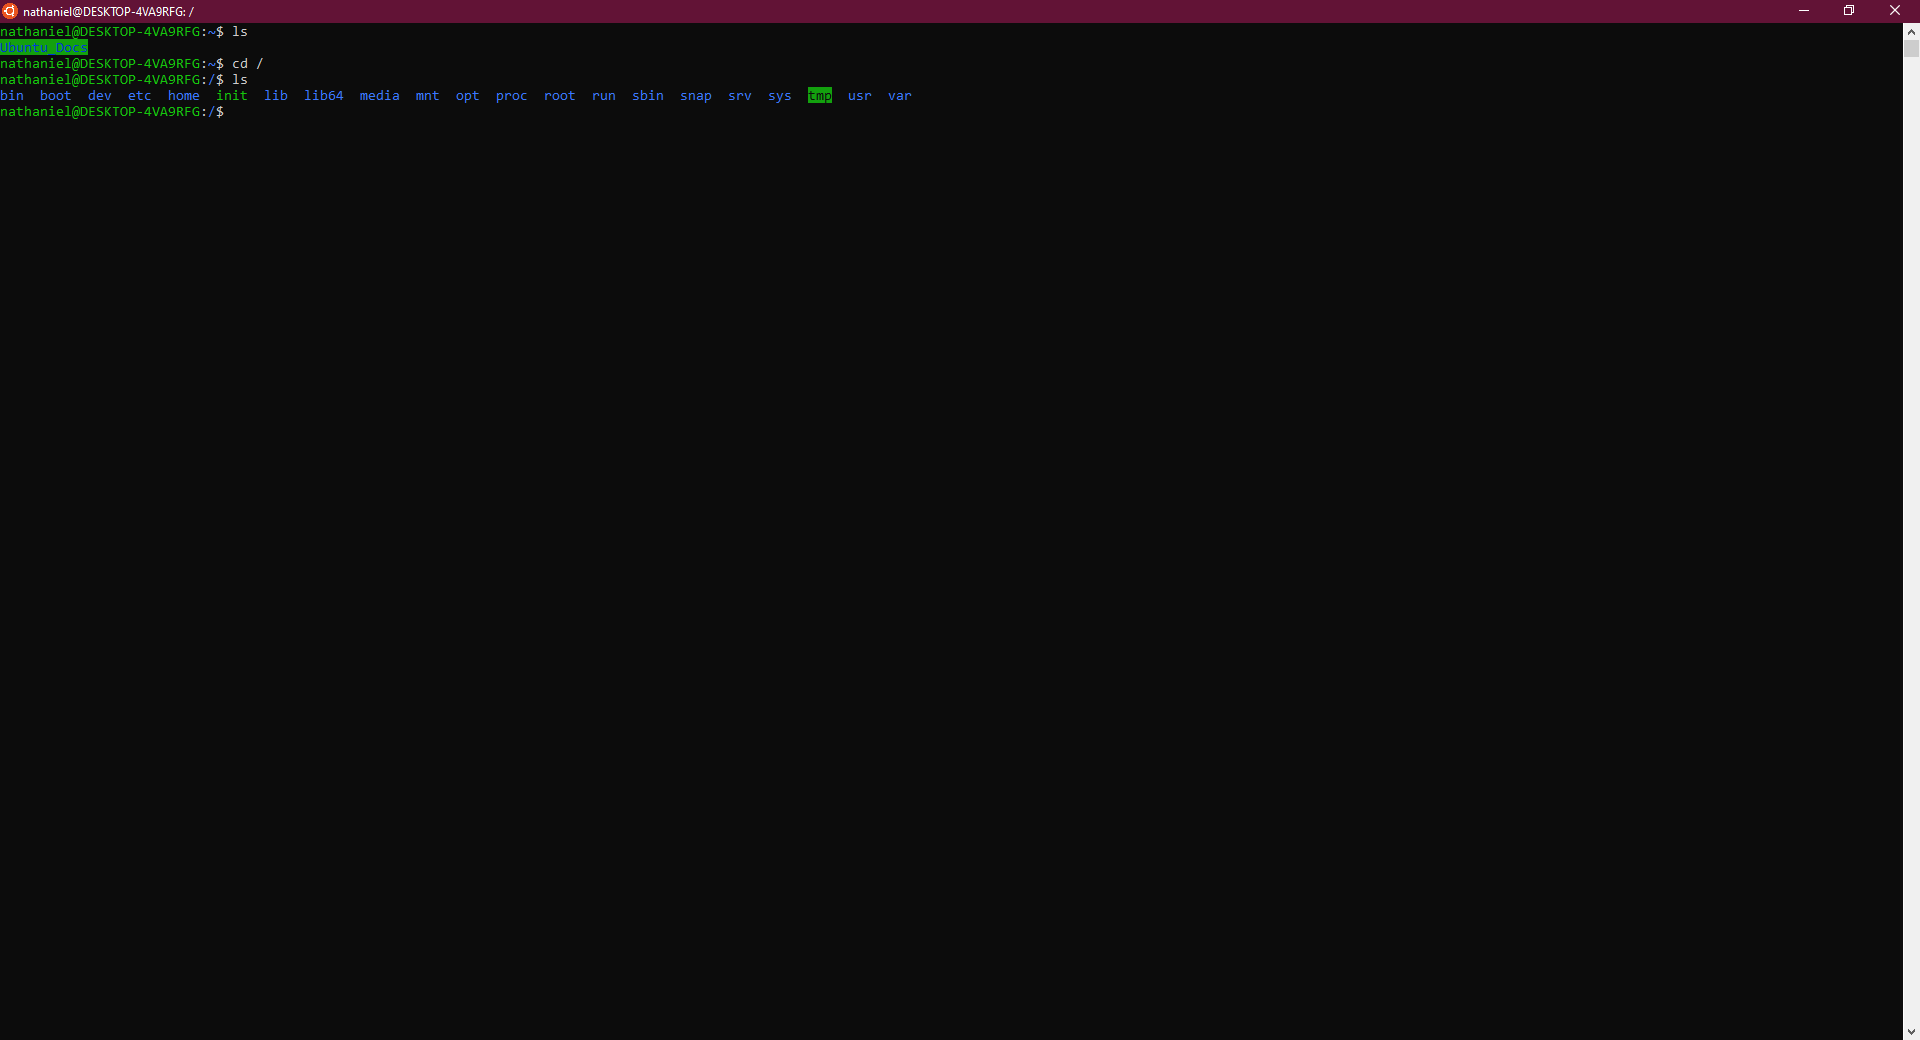 nathaniel@DESKTOP-4VA9RFG: /
nathaniel@DESKTOP-4VA9RFG:~$ ls
Ubuntu_Docs
nathaniel@DESKTOP-4VA9RFG:~$ cd /
nathaniel@DESKTOP-4VA9RFG:/$ ls
bin  boot  dev  etc  home  init  lib  lib64  media  mnt  opt  proc  root  run  sbin  snap  srv  sys  tmp  usr  var
nathaniel@DESKTOP-4VA9RFG:/$